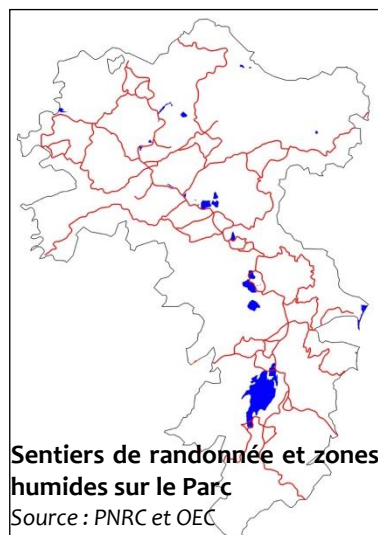 Sentiers de randonnée et zones
humides sur le Parc
Source : PNRC et OEC